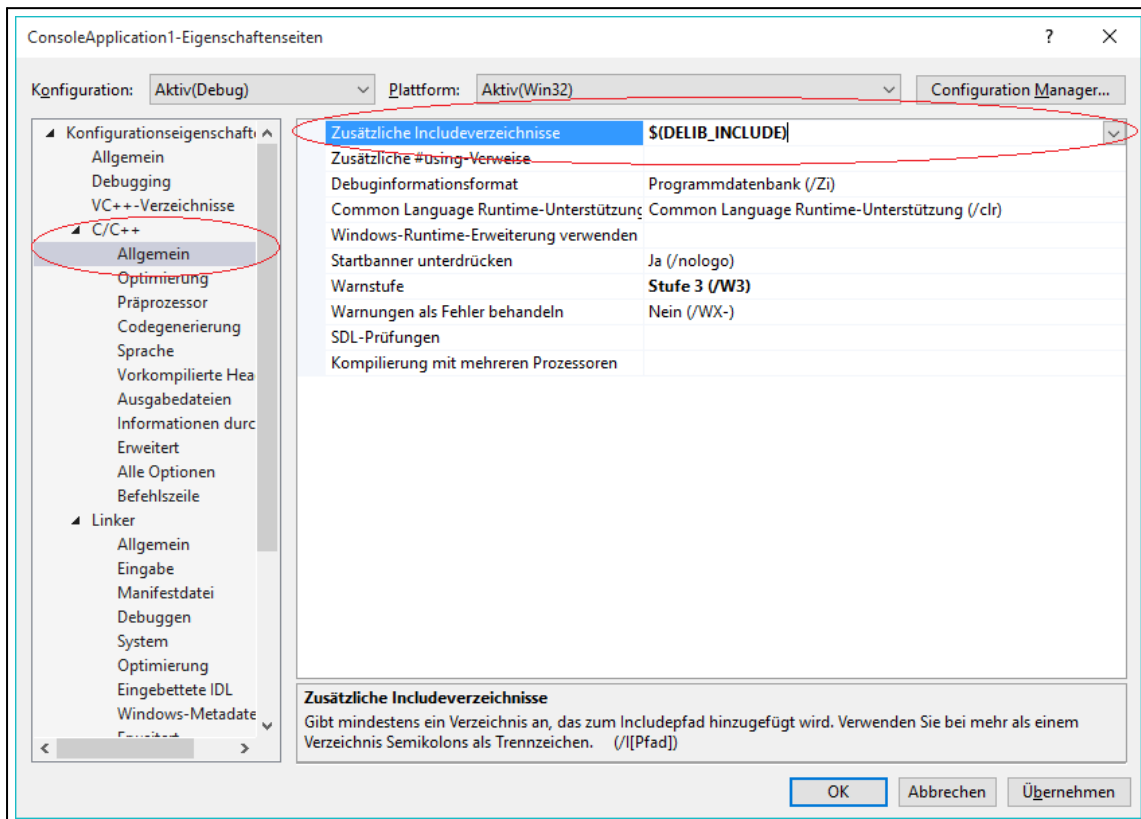 ConsoleApplication1-Eigenschaftenseiten ?
Konfiguration: Aktiv(Debug) Plattform: Aktiv(Win32) Configuration Manager...
Konfigurationseigenschaft
Allgemein
Debugging
VC++-Verzeichnisse
C/C++
Allgemein
Optimierung
Präprozessor
Codegenerierung
Sprache
Vorkompilierte Hea
Ausgabedateien
Informationen durc
Erweitert
Alle Optionen
Befehlszeile
Linker
Allgemein
Eingabe
Manifestdatei
Debuggen
System
Optimierung
Eingebettete IDL
Windows-Metadate
Zusätzliche Includeverzeichnisse $(DELIB_INCLUDE)
Zusätzliche #using-Verweise
Debuginformationsformat Programmdatenbank (/Zi)
Common Language Runtime-Unterstützung Common Language Runtime-Unterstützung (/clr)
Windows-Runtime-Erweiterung verwenden
Startbanner unterdrücken Ja (/nologo)
Warnstufe Stufe 3 (/W3)
Warnungen als Fehler behandeln Nein (/WX-)
SDL-Prüfungen
Kompilierung mit mehreren Prozessoren
Zusätzliche Includeverzeichnisse
Gibt mindestens ein Verzeichnis an, das zum Includepfad hinzugefügt wird. Verwenden Sie bei mehr als einem
Verzeichnis Semikolons als Trennzeichen. (/I[Pfad])
OK Abbrechen Übernehmen